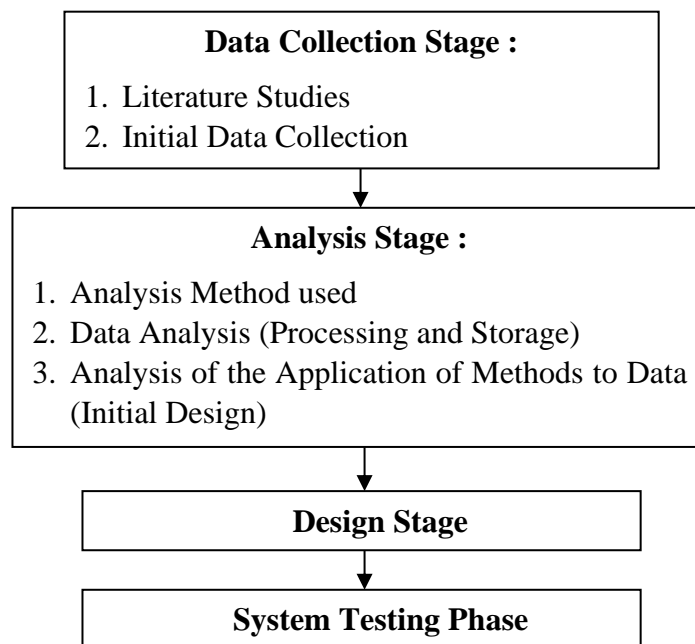 Data Collection Stage :
1. Literature Studies
2. Initial Data Collection
Analysis Stage :
1. Analysis Method used
2. Data Analysis (Processing and Storage)
3. Analysis of the Application of Methods to Data
(Initial Design)
Design Stage
System Testing Phase